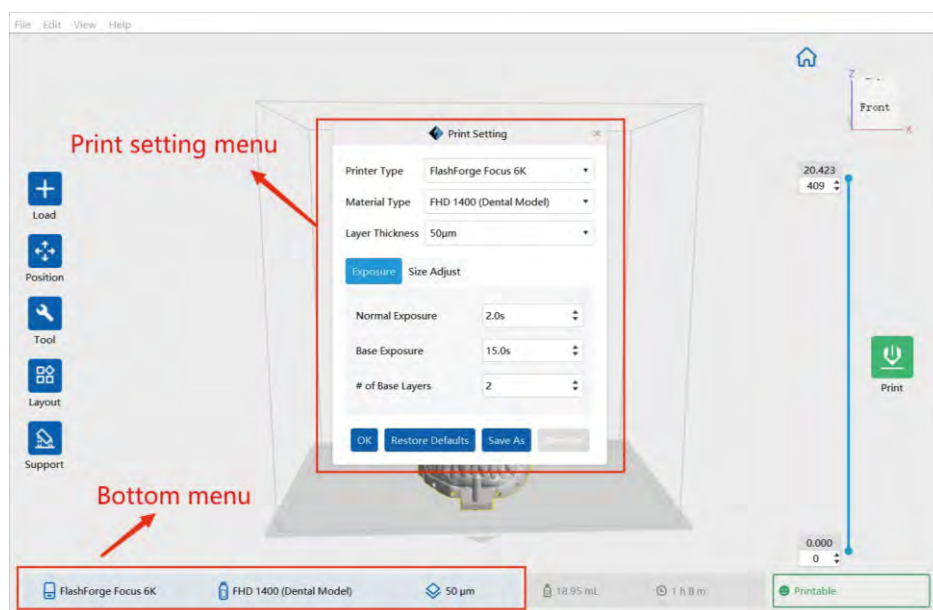 File Edit View Help
Print setting menu
Print Setting
Printer Type FlashForge Focus 6K
Material Type FHD 1400 (Dental Model)
Layer Thickness 50μm
Exposure Size Adjust
Normal Exposure 2.0s
Base Exposure 15.0s
# of Base Layers 2
OK Restore Defaults Save As
Load
Position
Tool
Layout
Support
Z
Front
X
20.423
409
Print
0.000
0
Bottom menu
FlashForge Focus 6K FHD 1400 (Dental Model) 50 μm 18.95 mL 1 h 8 m Printable